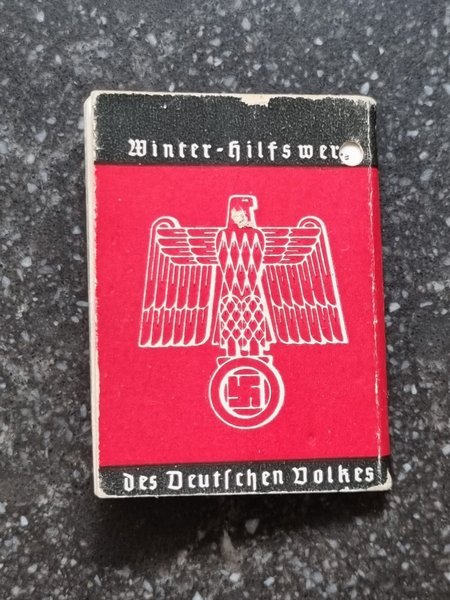 Winter-Hilfswer
des Deutschen Volkes